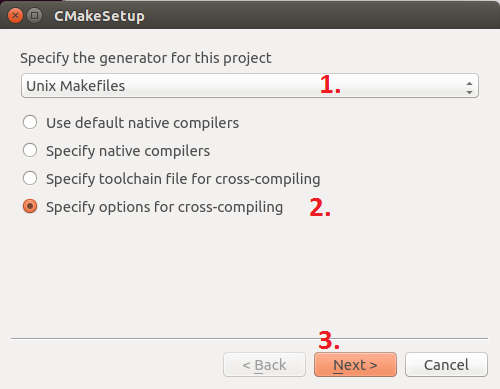 CMakeSetup
Specify the generator for this project
Unix Makefiles 1.
Use default native compilers
Specify native compilers
Specify toolchain file for cross-compiling
Specify options for cross-compiling 2.
3.
< Back Next > Cancel